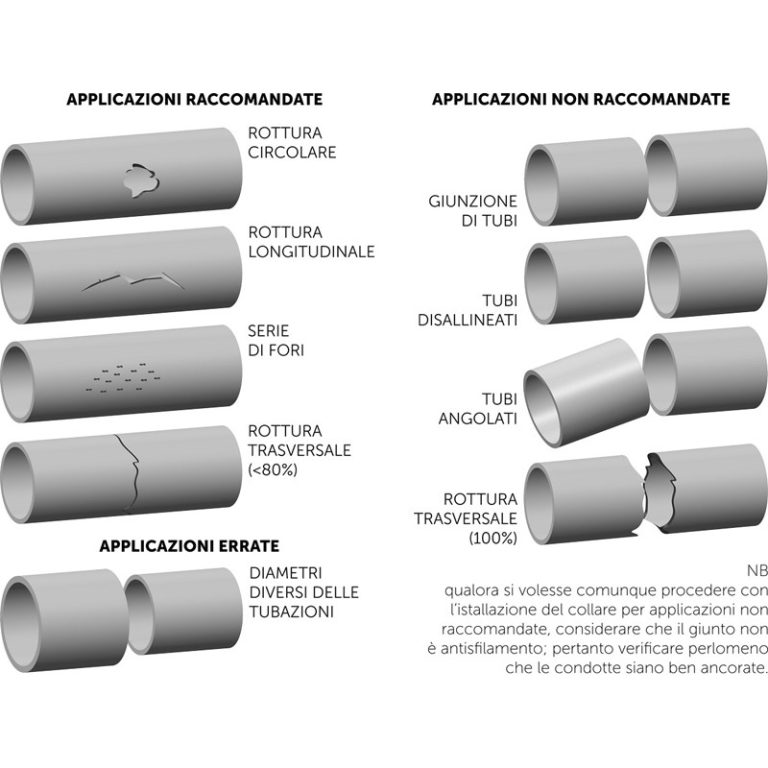 APPLICAZIONI RACCOMANDATE
ROTTURA
CIRCOLARE
ROTTURA
LONGITUDINALE
SERIE
DI FORI
ROTTURA
TRASVERSALE
(<80%)
APPLICAZIONI ERRATE
DIAMETRI
DIVERSI DELLE
TUBAZIONI
APPLICAZIONI NON RACCOMANDATE
GIUNZIONE
DI TUBI
TUBI
DISALLINEATI
TUBI
ANGOLATI
ROTTURA
TRASVERSALE
(100%)
NB
qualora si volesse comunque procedere con
l’istallazione del collare per applicazioni non
raccomandate, considerare che il giunto non
è antisfilamento; pertanto verificare perlomeno
che le condotte siano ben ancorate.